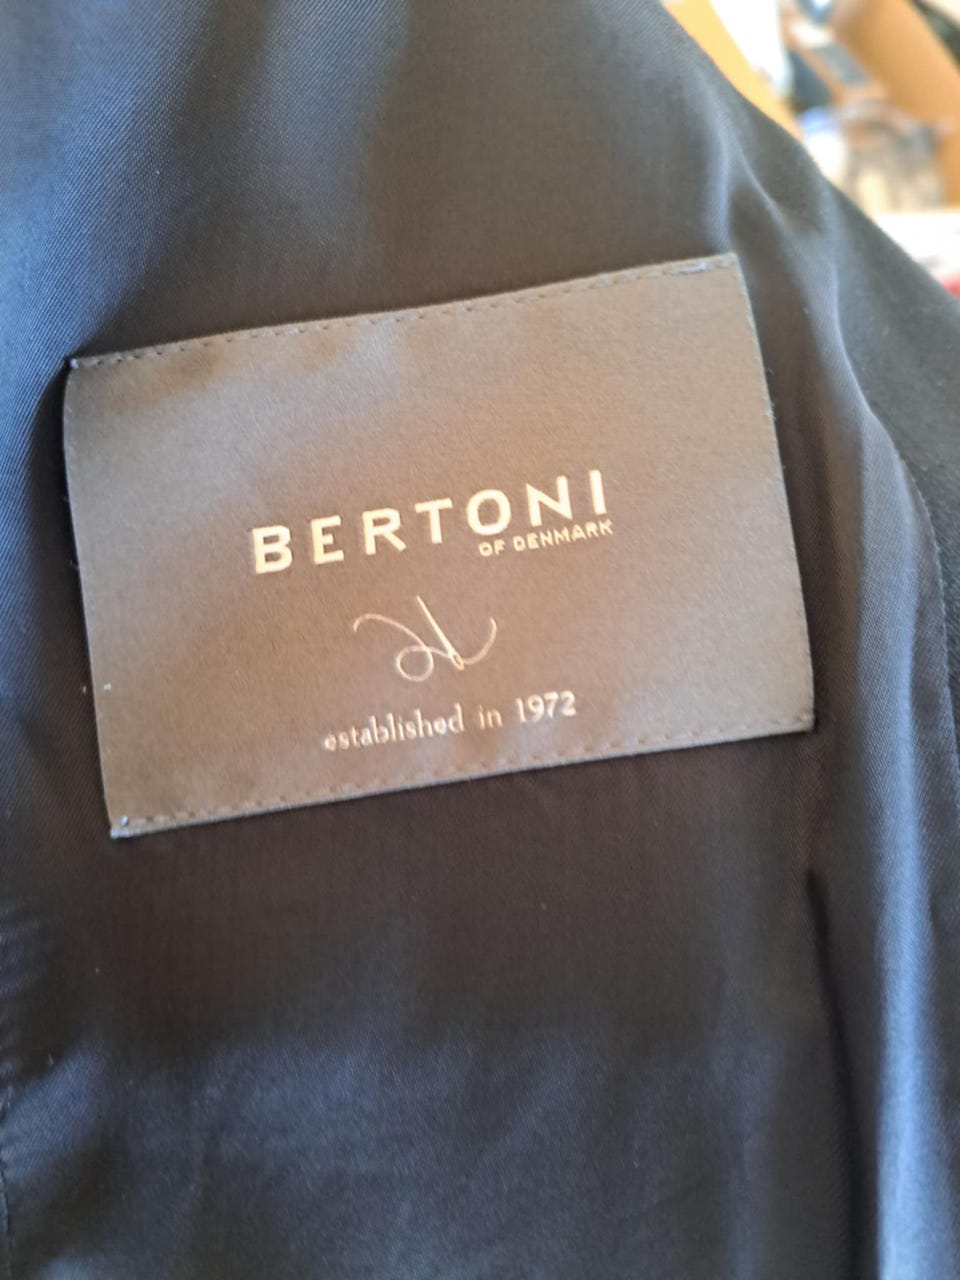 BERTONI
OF DENMARK
established in 1972